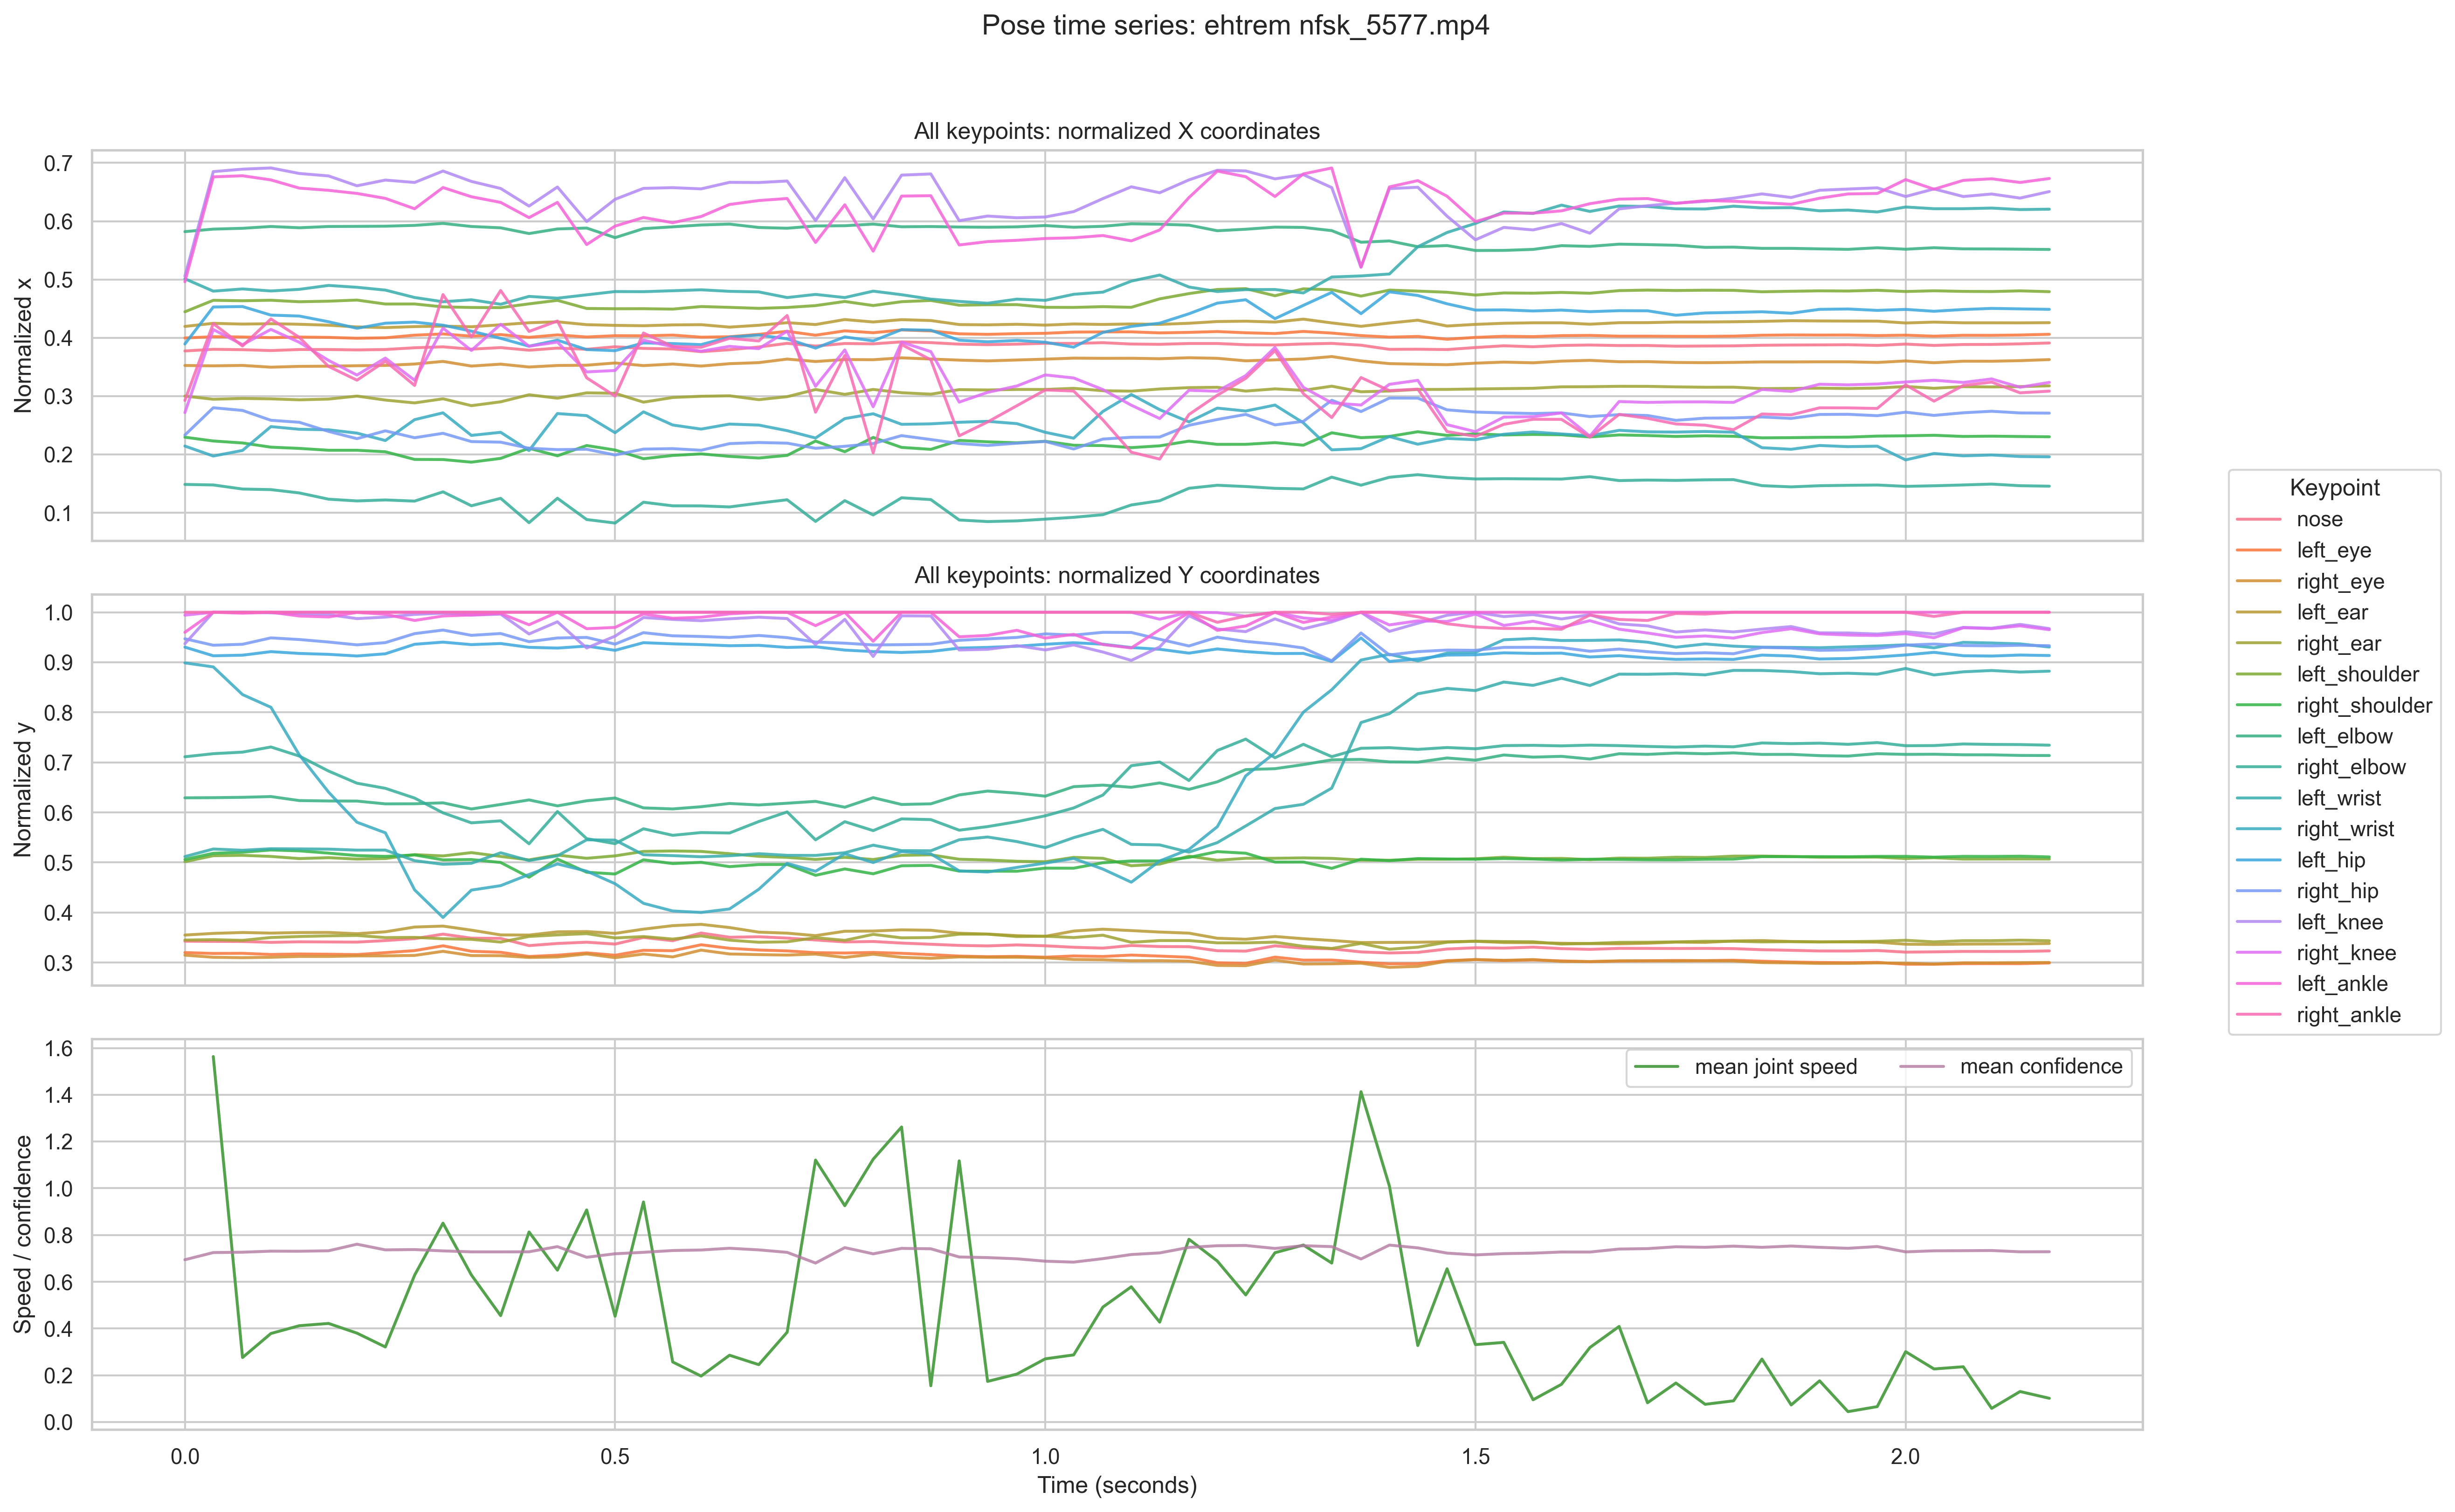 Pose time series: ehtrem nfsk_5577.mp4
All keypoints: normalized X coordinates
0.7
0.6
0.5
0.4
0.3
0.2
0.1
Normalized x
All keypoints: normalized Y coordinates
1.0
0.9
0.8
0.7
0.6
0.5
0.4
0.3
Normalized y
Keypoint
nose
left_eye
right_eye
left_ear
right_ear
left_shoulder
right_shoulder
left_elbow
right_elbow
left_wrist
right_wrist
left_hip
right_hip
left_knee
right_knee
left_ankle
right_ankle
mean joint speed mean confidence
1.6
1.4
1.2
1.0
0.8
0.6
0.4
0.2
0.0
Speed / confidence
0.0 0.5 1.0 1.5 2.0
Time (seconds)